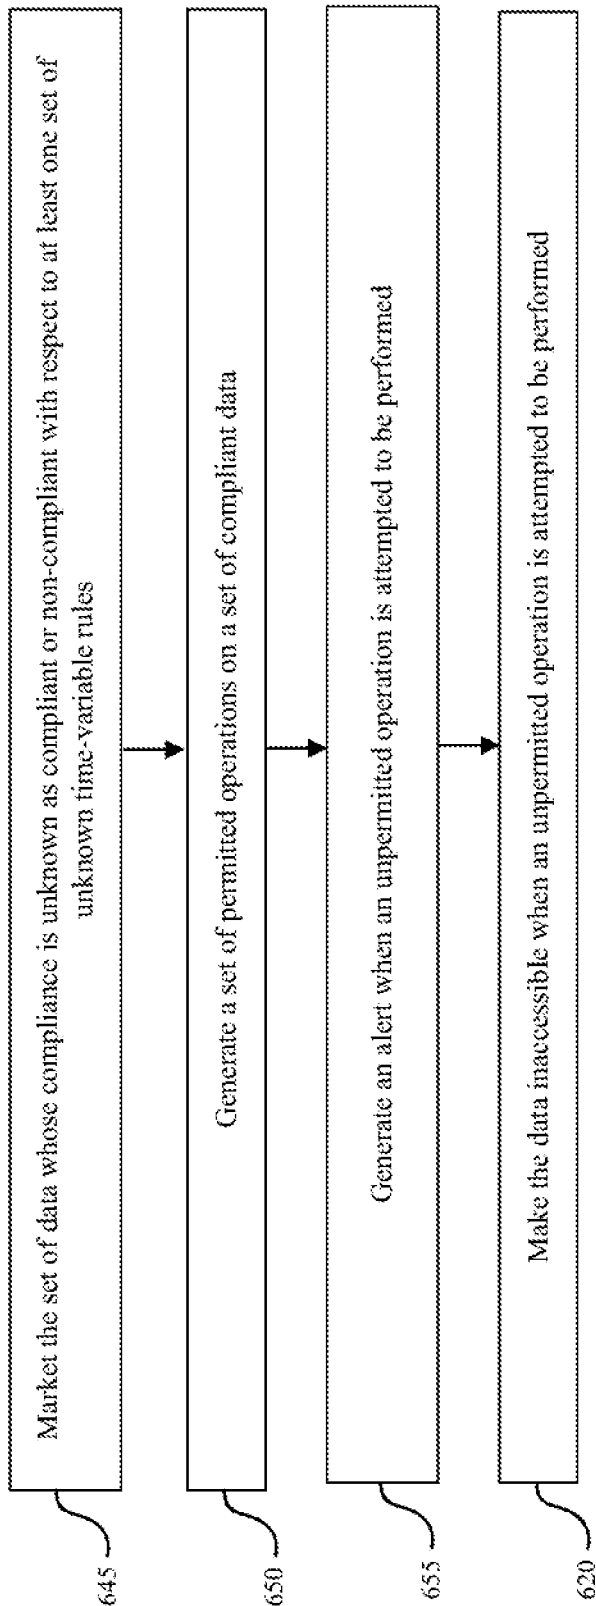 Market the set of data whose compliance is unknown as compliant or non-compliant with respect to at least one set of
unknown time-variable rules
645
Generate a set of permitted operations on a set of compliant data
650
Generate an alert when an unpermitted operation is attempted to be performed
655
Make the data inaccessible when an unpermitted operation is attempted to be performed
620